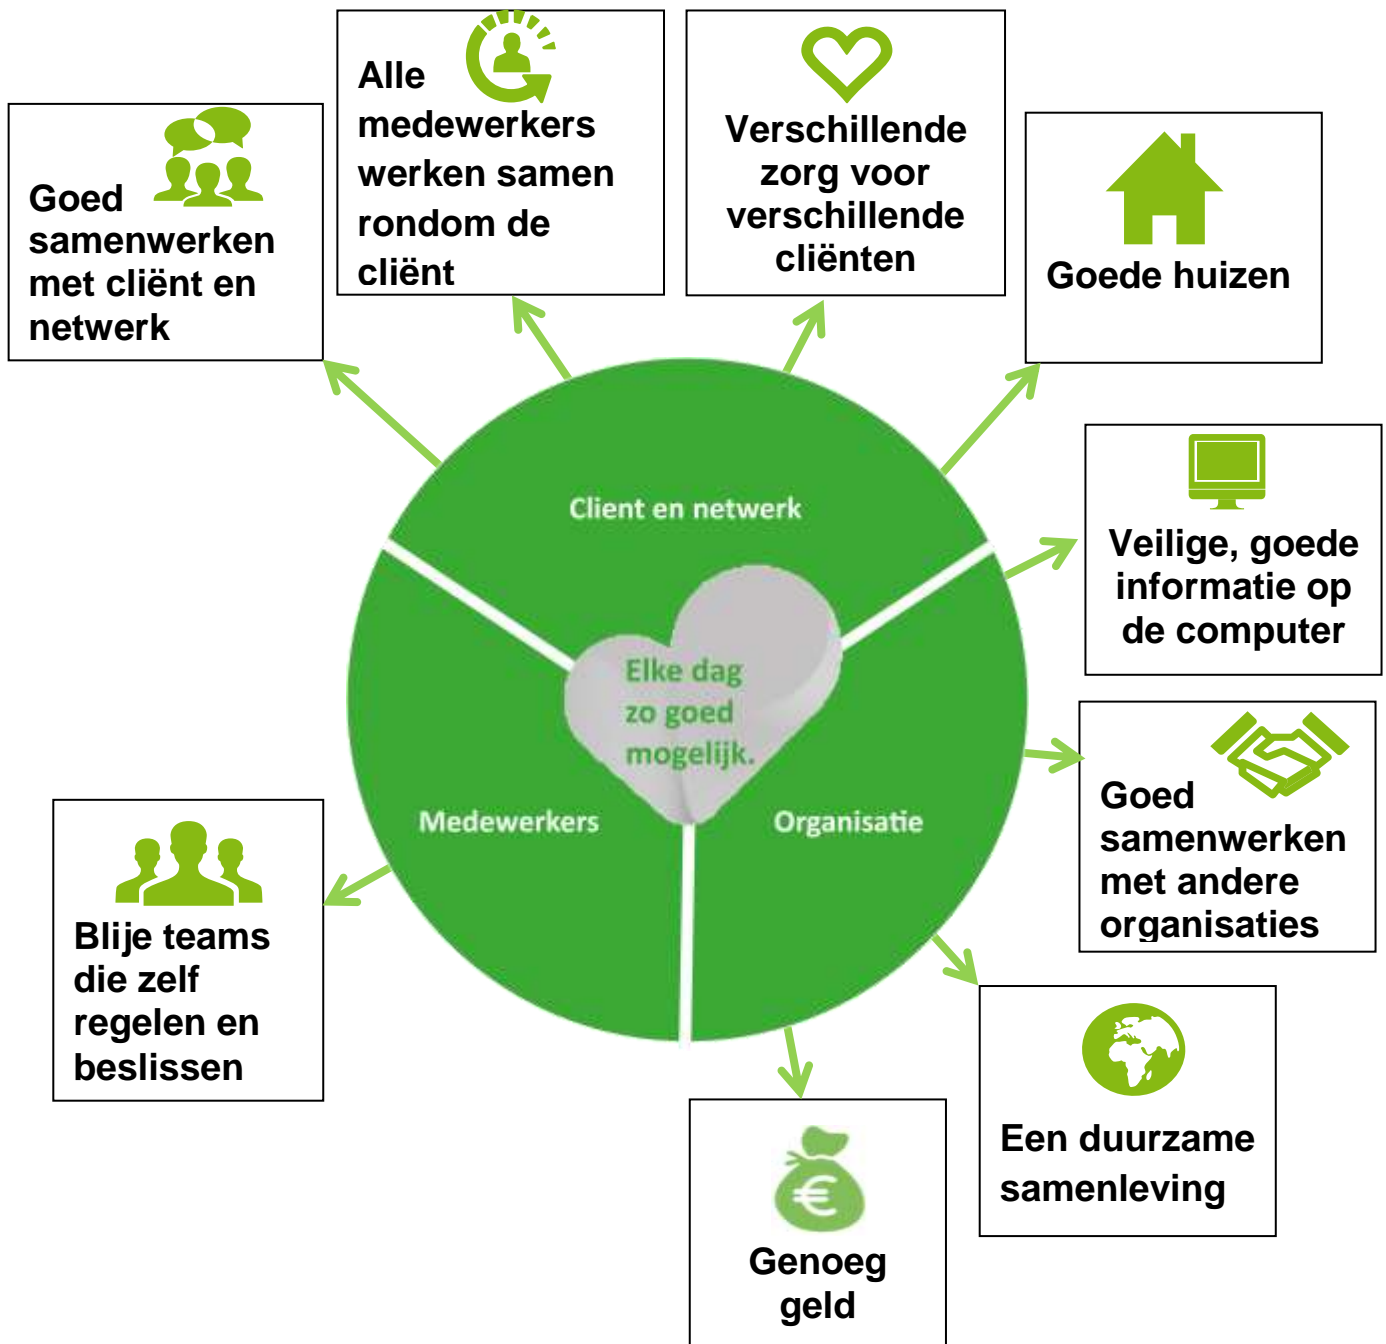 Goed
samenwerken
met cliënt en
netwerk
Alle
medewerkers
werken samen
rondom de
cliënt
Verschillende
zorg voor
verschillende
cliënten
Goede huizen
Veilige, goede
informatie op
de computer
Goed
samenwerken
met andere
organisaties
Een duurzame
samenleving
€
Genoeg
geld
Blije teams
die zelf
regelen en
beslissen
Client en netwerk
Elke dag
zo goed
mogelijk.
Medewerkers
Organisatie